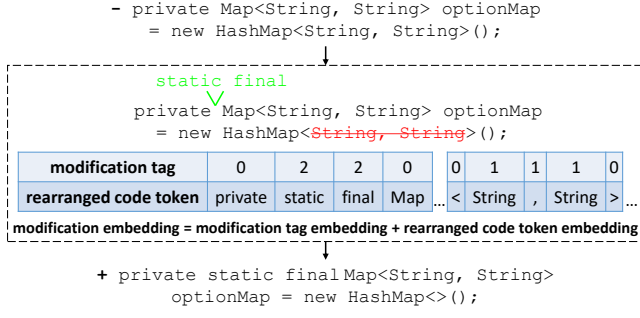 - private Map<String, String> optionMap
= new HashMap<String, String>();
static final
private Map<String, String> optionMap
= new HashMap<String, String>();
modification tag 0 2 2 0 0 1 1 1 0
rearranged code token private static final Map ... < String , String > ...
modification embedding = modification tag embedding + rearranged code token embedding
+ private static final Map<String, String>
optionMap = new HashMap<>();